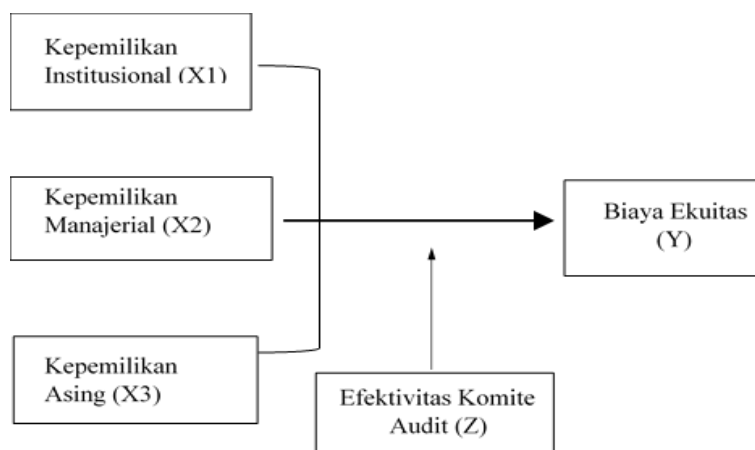 Kepemilikan
Institusional (X1)
Kepemilikan
Manajerial (X2)
Kepemilikan
Asing (X3)
Biaya Ekuitas
(Y)
Efektivitas Komite
Audit (Z)